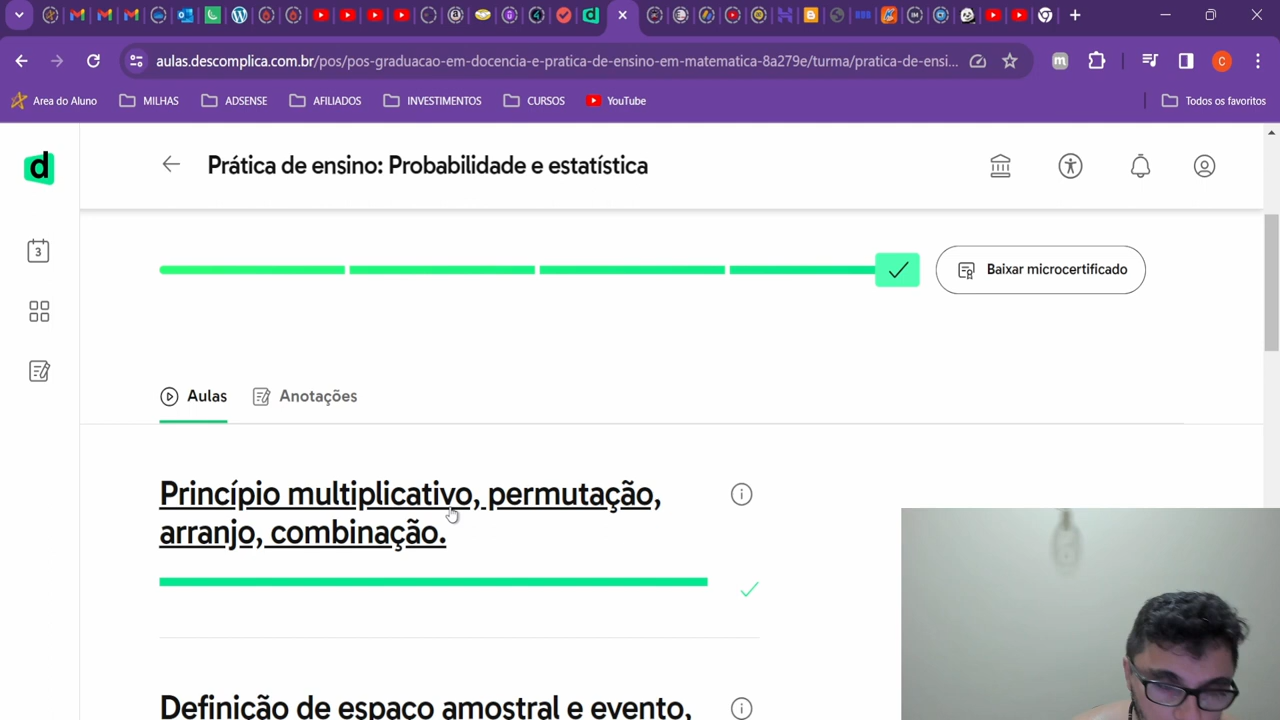 aulas.descomplica.com.br/pos/pos-graduacao-em-docencia-e-pratica-de-ensino-em-matematica-8a279e/turma/pratica-de-ensi...
C
Area do Aluno
MILHAS
ADSENSE
AFILIADOS
INVESTIMENTOS
CURSOS
YouTube
Todos os favoritos
d
Prática de ensino: Probabilidade e estatística
3
Baixar microcertificado
Aulas
Anotações
Princípio multiplicativo, permutação,
arranjo, combinação.
Definição de espaço amostral e evento,